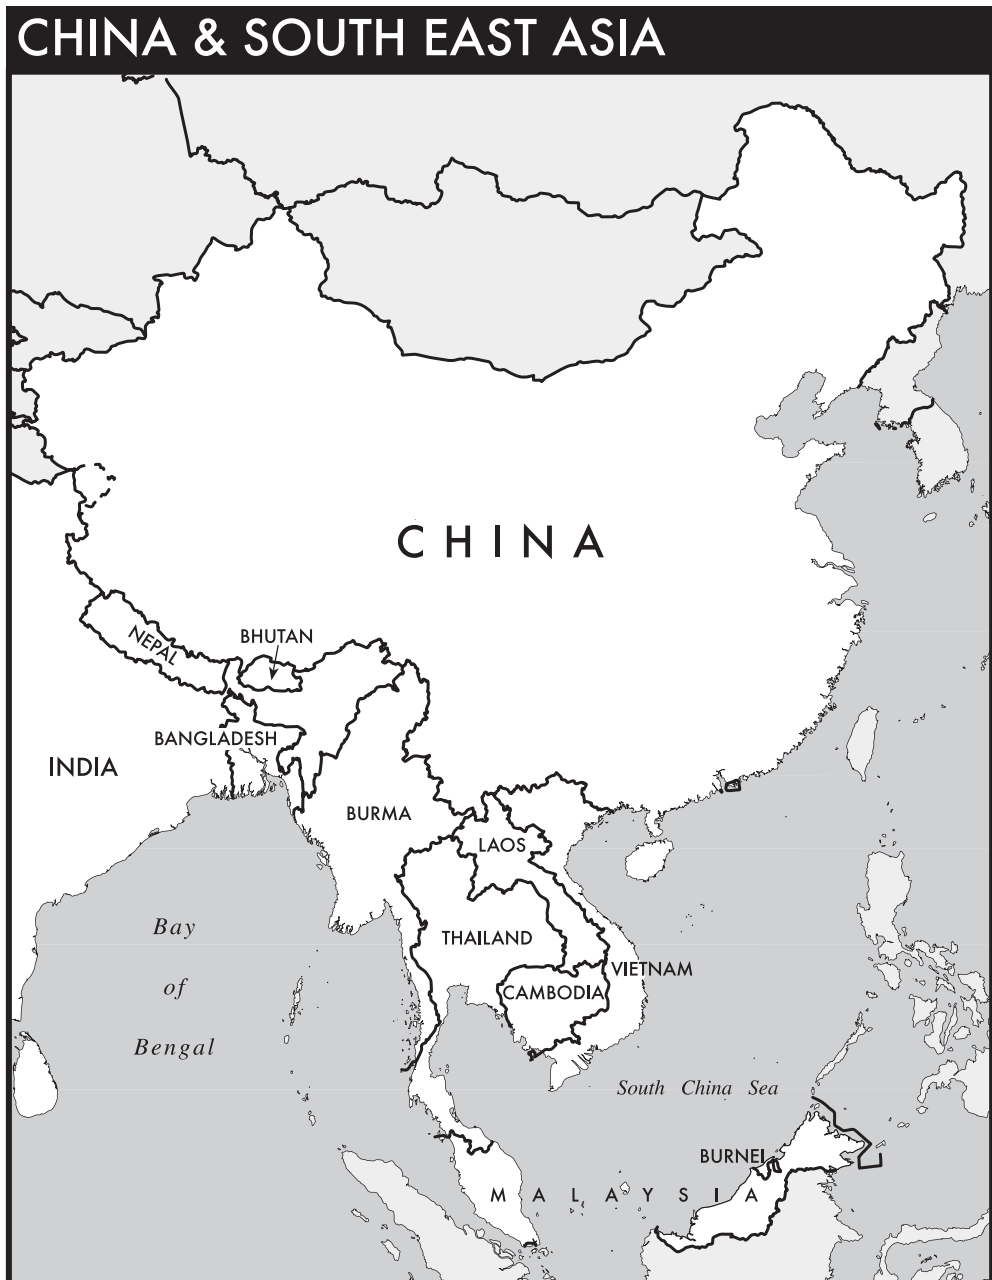 CHINA & SOUTH EAST ASIA
CHINA
NEPAL
BHUTAN
BANGLADESH
INDIA
BURMA
LAOS
Bay
of
Bengal
THAILAND
VIETNAM
CAMBODIA
South China Sea
BURNEI
MALAYSIA